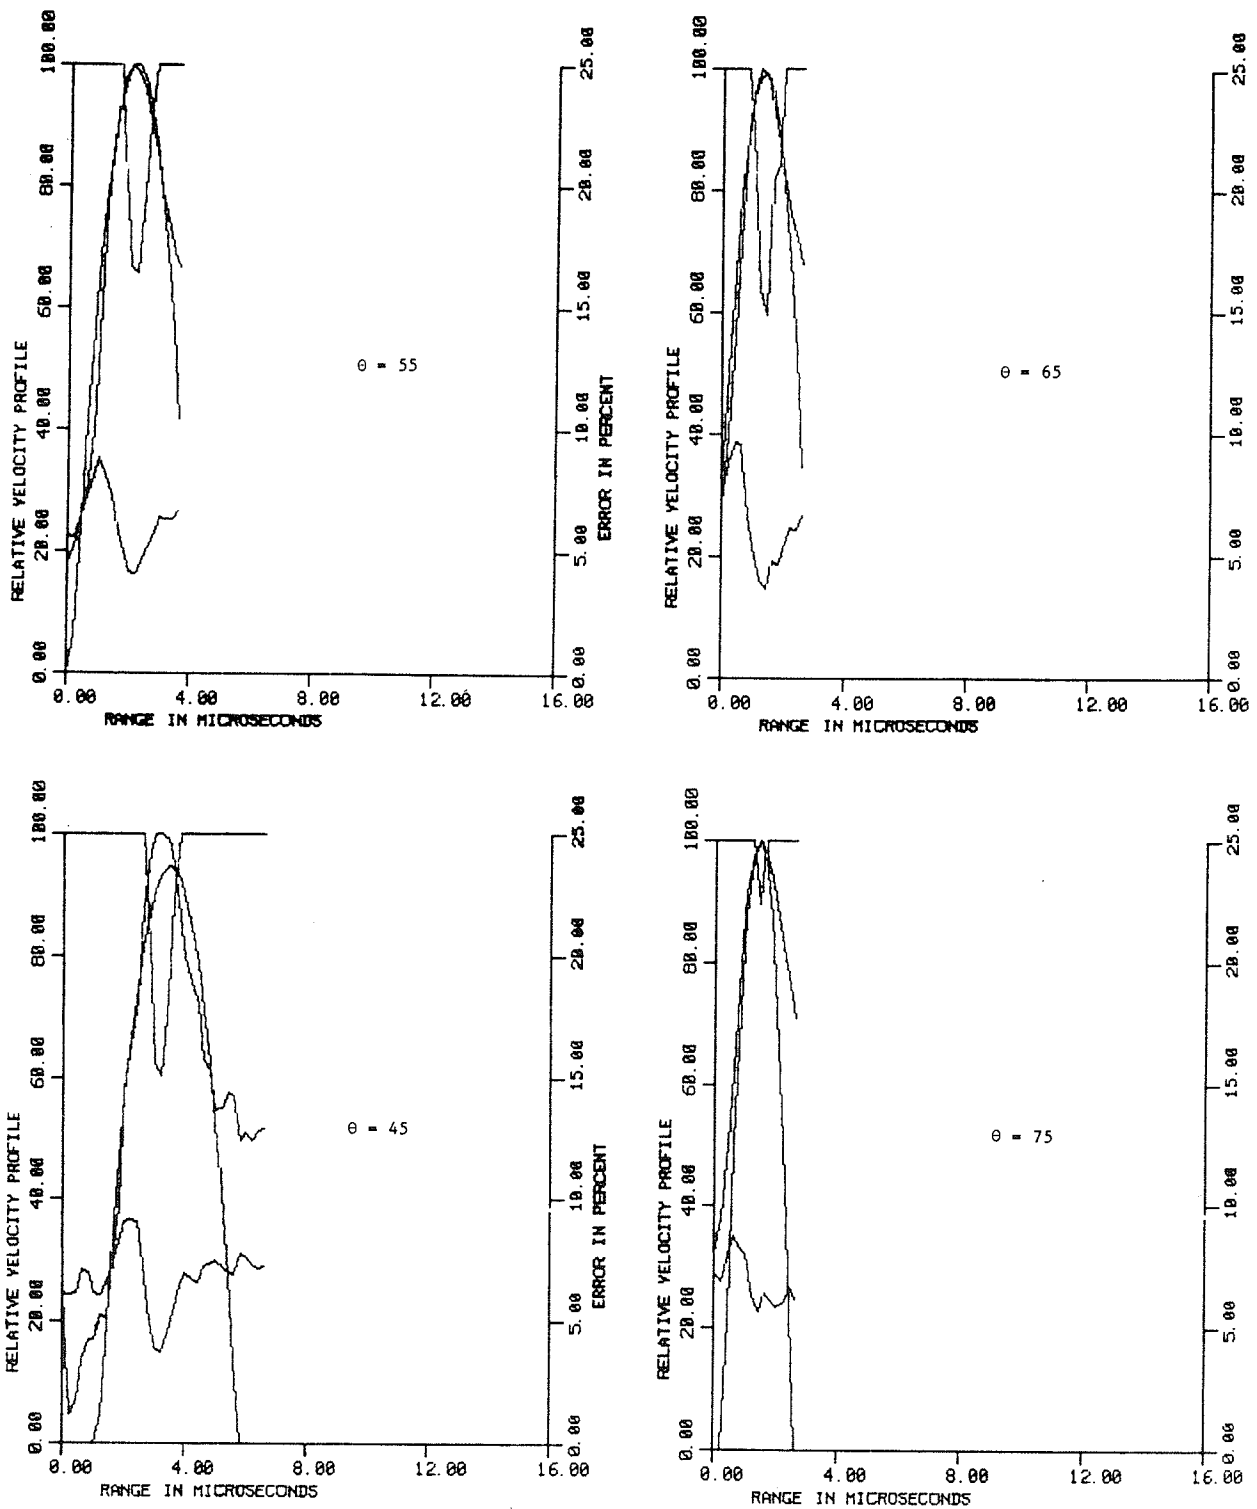 RELATIVE VELOCITY PROFILE
0.00 20.00 40.00 60.00 80.00 100.00
θ = 55
0.00 5.00 10.00 15.00 20.00 25.00
ERROR IN PERCENT
0.00 4.00 8.00 12.00 16.00
RANGE IN MICROSECONDS
RELATIVE VELOCITY PROFILE
0.00 20.00 40.00 60.00 80.00 100.00
θ = 65
0.00 5.00 10.00 15.00 20.00 25.00
0.00 4.00 8.00 12.00 16.00
RANGE IN MICROSECONDS
RELATIVE VELOCITY PROFILE
0.00 20.00 40.00 60.00 80.00 100.00
θ = 45
0.00 5.00 10.00 15.00 20.00 25.00
ERROR IN PERCENT
0.00 4.00 8.00 12.00 16.00
RANGE IN MICROSECONDS
RELATIVE VELOCITY PROFILE
0.00 20.00 40.00 60.00 80.00 100.00
θ = 75
0.00 5.00 10.00 15.00 20.00 25.00
0.00 4.00 8.00 12.00 16.00
RANGE IN MICROSECONDS